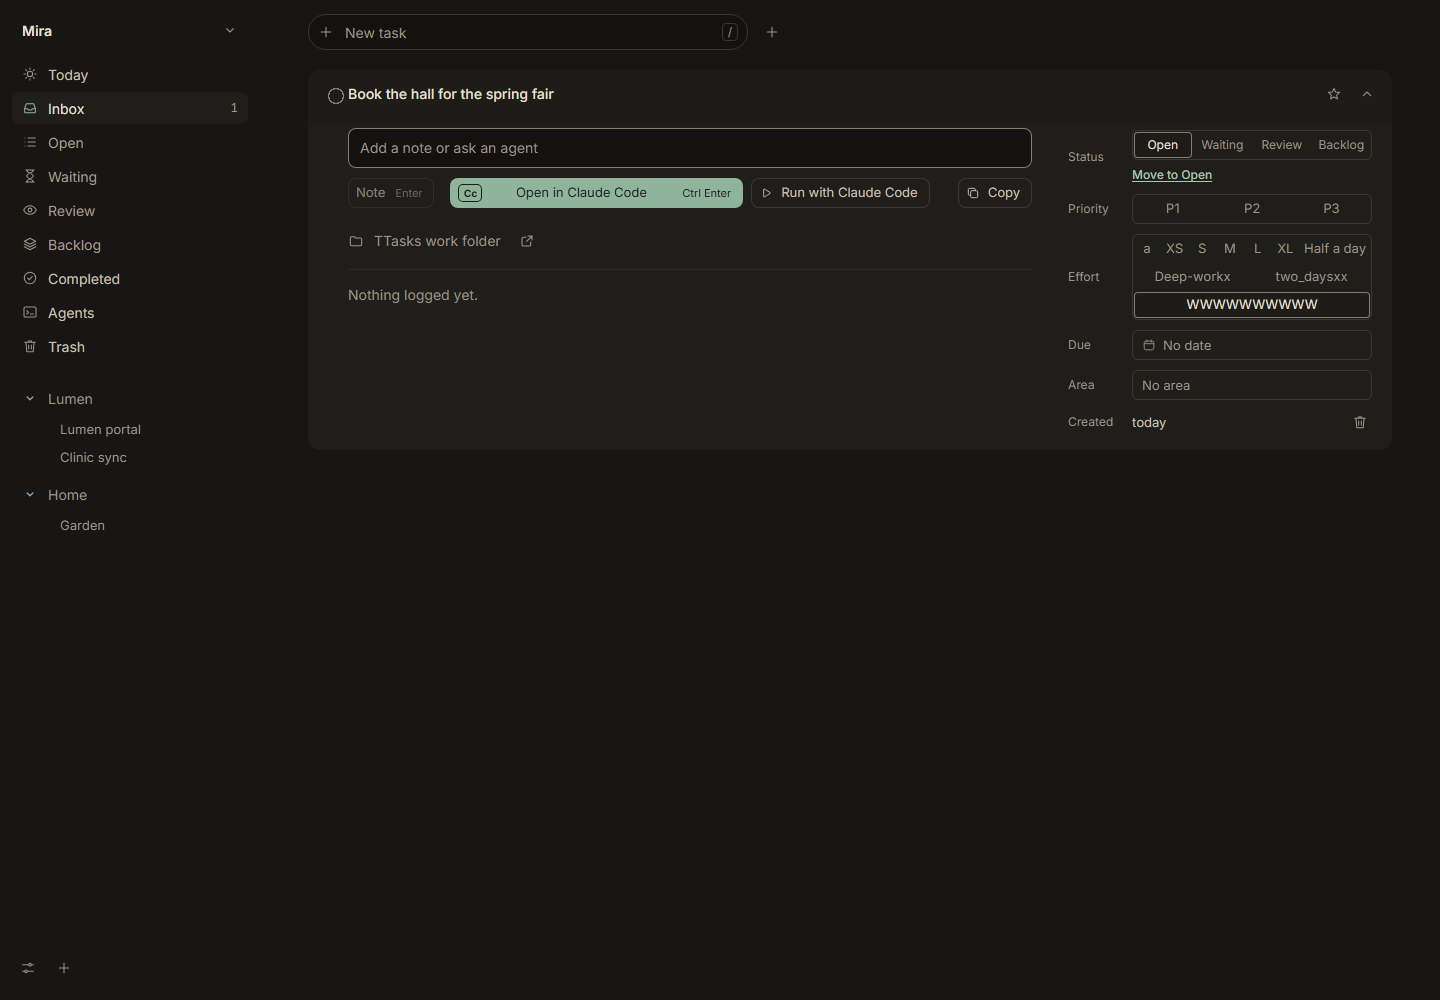 Mira
New task /
Today
Inbox 1
Open
Waiting
Review
Backlog
Completed
Agents
Trash
Lumen
Lumen portal
Clinic sync
Home
Garden
Book the hall for the spring fair
Add a note or ask an agent
Note Enter
Cc Open in Claude Code Ctrl Enter
Run with Claude Code
Copy
TTasks work folder
Nothing logged yet.
Status Open Waiting Review Backlog
Move to Open
Priority P1 P2 P3
Effort a XS S M L XL Half a day
Deep-workx two_daysxx
WWWWWWWWWW
Due No date
Area No area
Created today